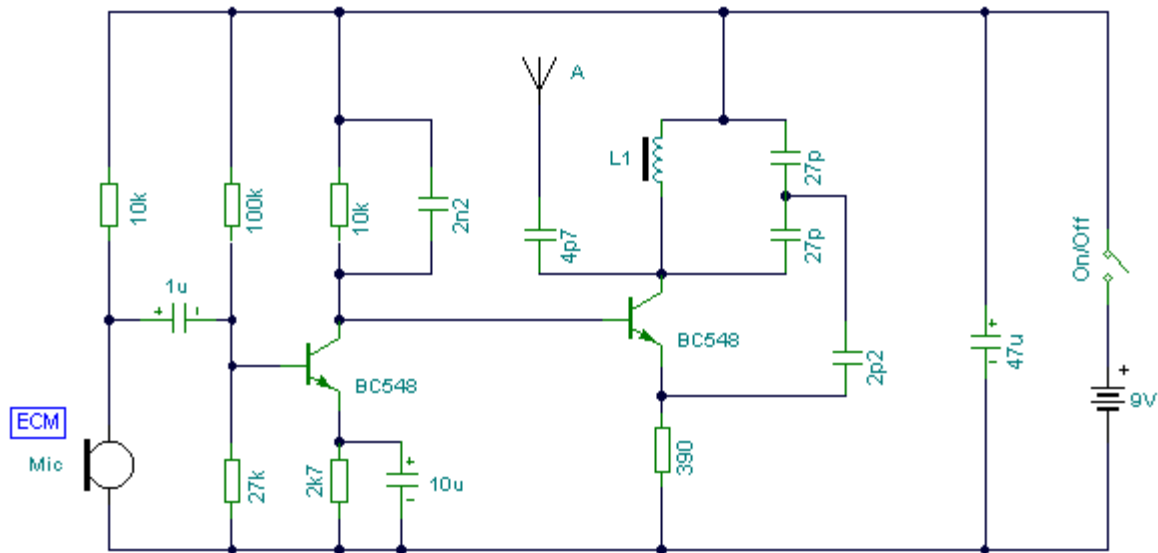 A
L1
27p
10k
100k
10k
2n2
4p7
27p
On/Off
1u
BC548
BC548
2p2
47u
+
9V
ECM
Mic
27k
2k7
+
10u
-
390
+
-
+
-